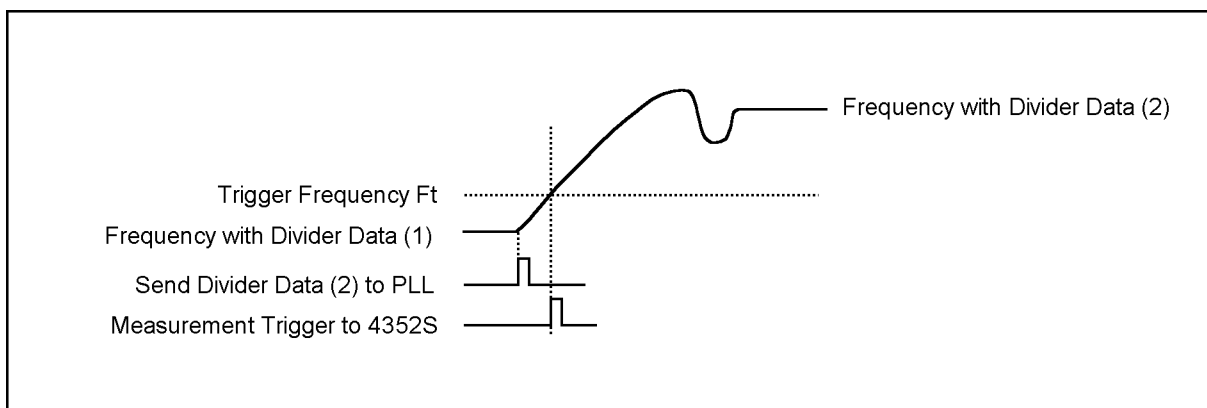 Frequency with Divider Data (2)
Trigger Frequency Ft
Frequency with Divider Data (1)
Send Divider Data (2) to PLL
Measurement Trigger to 4352S